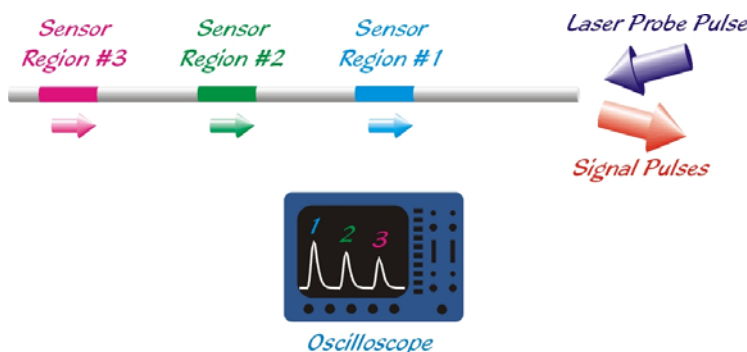 Sensor
Region #3
Sensor
Region #2
Sensor
Region #1
Laser Probe Pulse
Signal Pulses
1 2 3
Oscilloscope